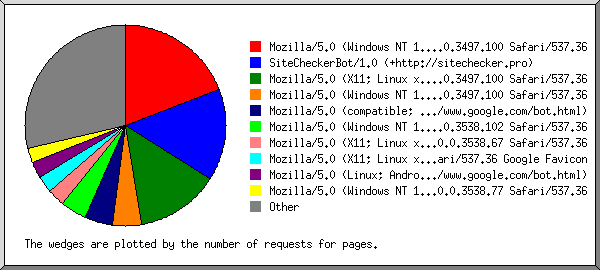 Mozilla/5.0 (Windows NT 1....0.3497.100 Safari/537.36
SiteCheckerBot/1.0 (+http://sitechecker.pro)
Mozilla/5.0 (X11; Linux x....0.3497.100 Safari/537.36
Mozilla/5.0 (Windows NT 1....0.3497.100 Safari/537.36
Mozilla/5.0 (compatible; .../www.google.com/bot.html)
Mozilla/5.0 (Windows NT 1....0.3538.102 Safari/537.36
Mozilla/5.0 (X11; Linux x...0.0.3538.67 Safari/537.36
Mozilla/5.0 (X11; Linux x...ari/537.36 Google Favicon
Mozilla/5.0 (Linux; Andro.../www.google.com/bot.html)
Mozilla/5.0 (Windows NT 1...0.0.3538.77 Safari/537.36
Other
The wedges are plotted by the number of requests for pages.